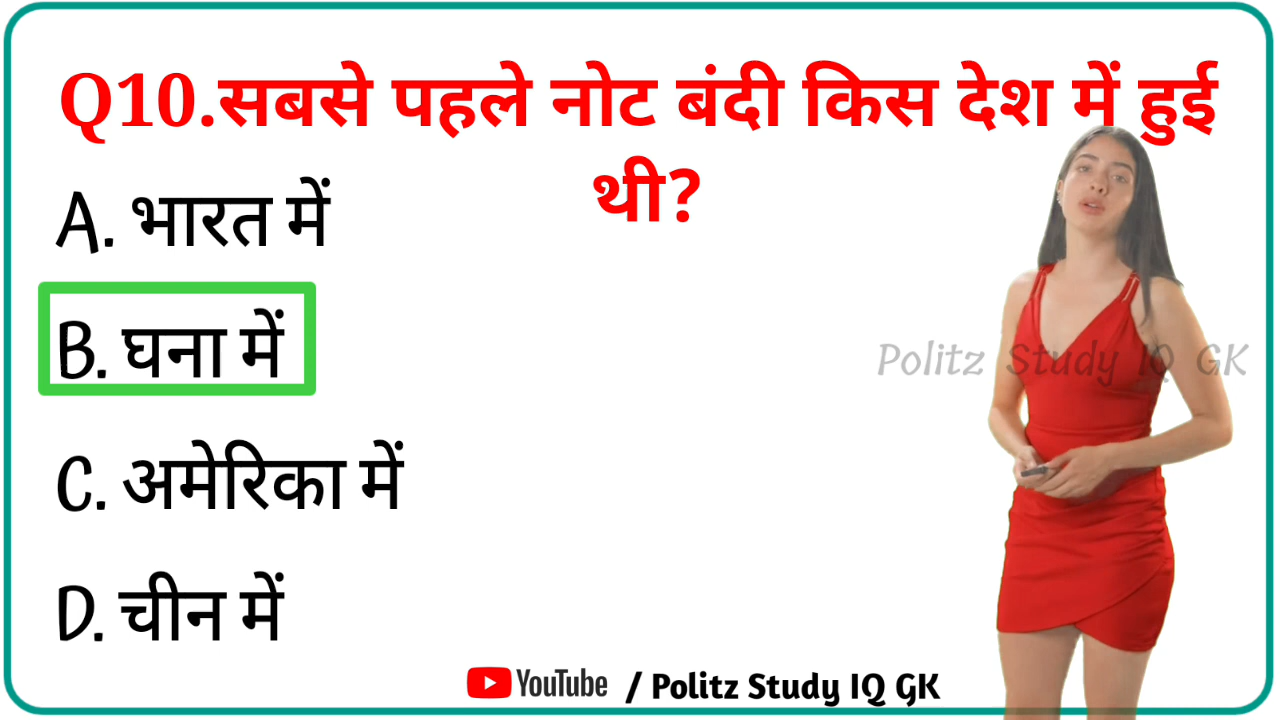 Q10.सबसे पहले नोट बंदी किस देश में हुई
थी?
A. भारत में
B. घना में
C. अमेरिका में
D. चीन में
Politz Study IQ GK
YouTube / Politz Study IQ GK